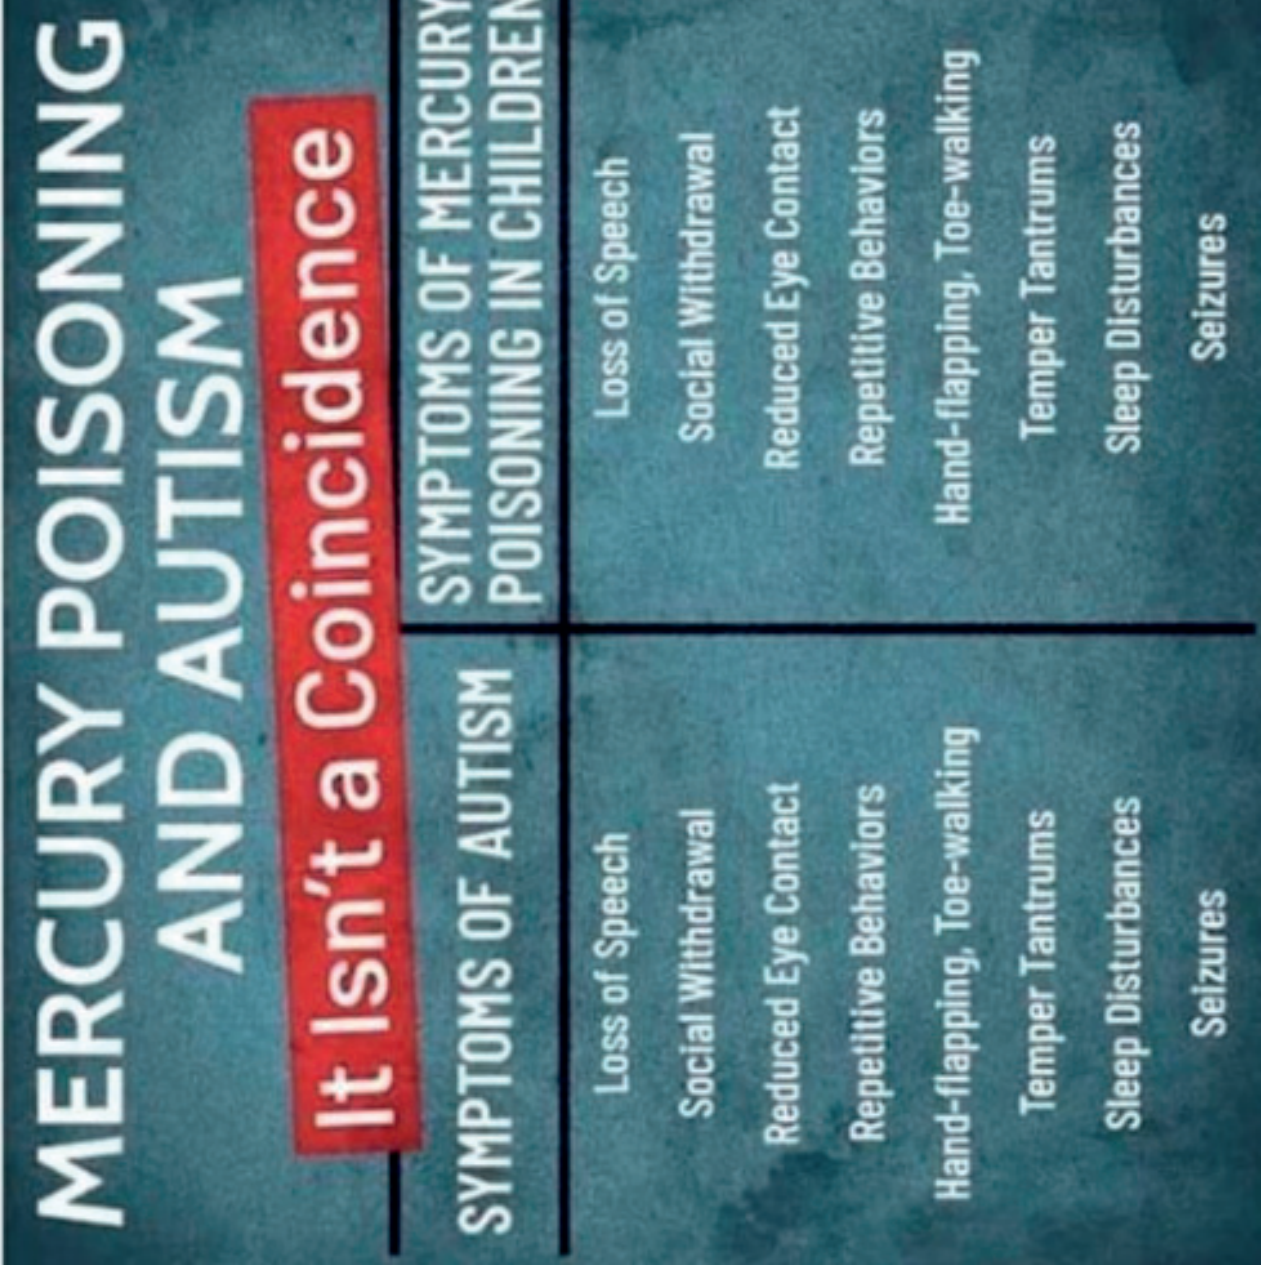 MERCURY POISONING
AND AUTISM
It Isn't a Coincidence
SYMPTOMS OF AUTISM
SYMPTOMS OF MERCURY
POISONING IN CHILDREN
Loss of Speech
Loss of Speech
Social Withdrawal
Social Withdrawal
Reduced Eye Contact
Reduced Eye Contact
Repetitive Behaviors
Repetitive Behaviors
Hand-flapping, Toe-walking
Hand-flapping, Toe-walking
Temper Tantrums
Temper Tantrums
Sleep Disturbances
Sleep DIsturbances
Seizures
Seizures